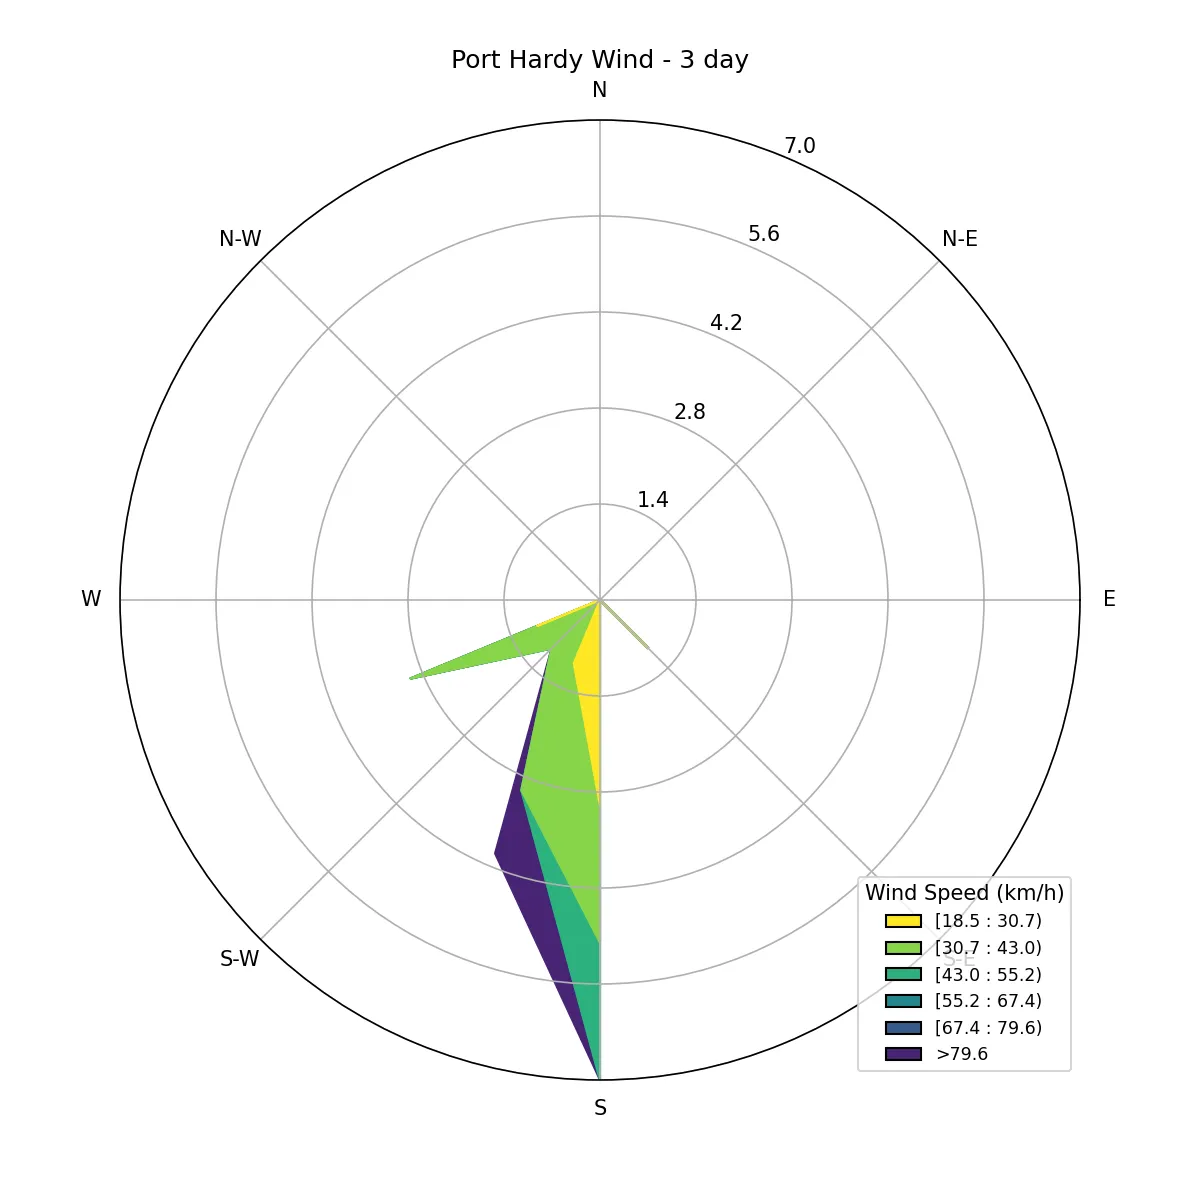 Port Hardy Wind - 3 day
N
7.0
5.6
N-W
N-E
4.2
2.8
1.4
W
E
Wind Speed (km/h)
[18.5 : 30.7)
[30.7 : 43.0)
S-W
S-E
[43.0 : 55.2)
[55.2 : 67.4)
[67.4 : 79.6)
>79.6
S